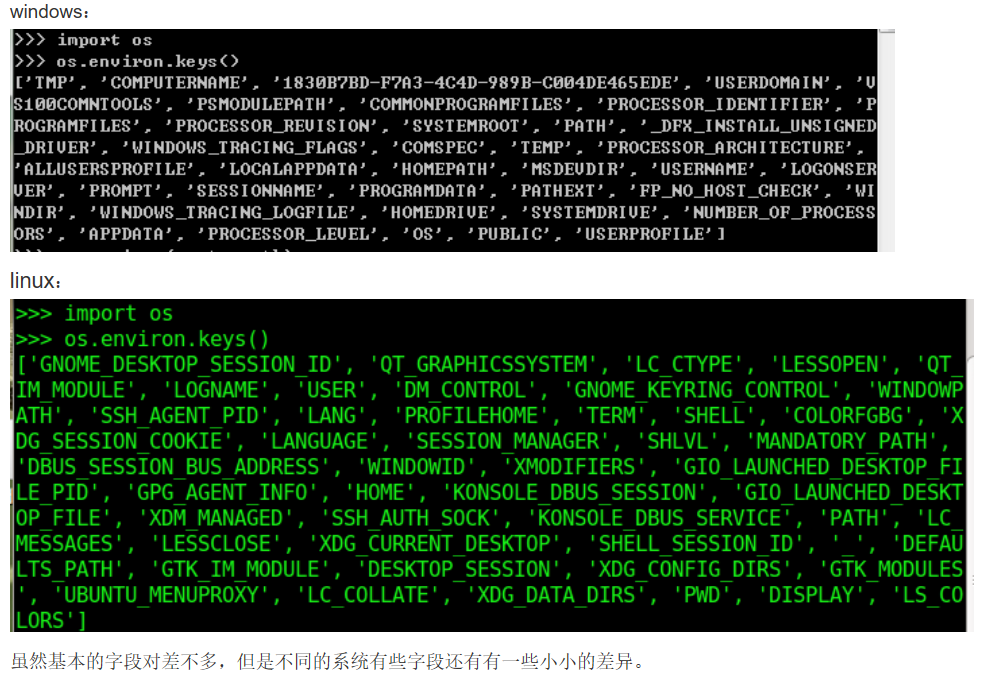 windows：
>>> import os
>>> os.environ.keys()
['TMP', 'COMPUTERNAME', '1830B7BD-F7A3-4C4D-989B-C004DE465EDE', 'USERDOMAIN', 'V
S100COMNTOOLS', 'PSMODULEPATH', 'COMMONPROGRAMFILES', 'PROCESSOR_IDENTIFIER', 'P
ROGRAMFILES', 'PROCESSOR_REVISION', 'SYSTEMROOT', 'PATH', '_DFX_INSTALL_UNSIGNED
_DRIVER', 'WINDOWS_TRACING_FLAGS', 'COMSPEC', 'TEMP', 'PROCESSOR_ARCHITECTURE',
'ALLUSERSPROFILE', 'LOCALAPPDATA', 'HOMEPATH', 'MSDEVDIR', 'USERNAME', 'LOGONSER
VER', 'PROMPT', 'SESSIONNAME', 'PROGRAMDATA', 'PATHEXT', 'FP_NO_HOST_CHECK', 'WI
NDIR', 'WINDOWS_TRACING_LOGFILE', 'HOMEDRIVE', 'SYSTEMDRIVE', 'NUMBER_OF_PROCESS
ORS', 'APPDATA', 'PROCESSOR_LEVEL', 'OS', 'PUBLIC', 'USERPROFILE']
linux：
>>> import os
>>> os.environ.keys()
['GNOME_DESKTOP_SESSION_ID', 'QT_GRAPHICSSYSTEM', 'LC_CTYPE', 'LESSOPEN', 'QT_
IM_MODULE', 'LOGNAME', 'USER', 'DM_CONTROL', 'GNOME_KEYRING_CONTROL', 'WINDOWP
ATH', 'SSH_AGENT_PID', 'LANG', 'PROFILEHOME', 'TERM', 'SHELL', 'COLORFGBG', 'X
DG_SESSION_COOKIE', 'LANGUAGE', 'SESSION_MANAGER', 'SHLVL', 'MANDATORY_PATH',
'DBUS_SESSION_BUS_ADDRESS', 'WINDOWID', 'XMODIFIERS', 'GIO_LAUNCHED_DESKTOP_FI
LE_PID', 'GPG_AGENT_INFO', 'HOME', 'KONSOLE_DBUS_SESSION', 'GIO_LAUNCHED_DESKT
OP_FILE', 'XDM_MANAGED', 'SSH_AUTH_SOCK', 'KONSOLE_DBUS_SERVICE', 'PATH', 'LC_
MESSAGES', 'LESSCLOSE', 'XDG_CURRENT_DESKTOP', 'SHELL_SESSION_ID', '_', 'DEFAU
LTS_PATH', 'GTK_IM_MODULE', 'DESKTOP_SESSION', 'XDG_CONFIG_DIRS', 'GTK_MODULES
', 'UBUNTU_MENUPROXY', 'LC_COLLATE', 'XDG_DATA_DIRS', 'PWD', 'DISPLAY', 'LS_CO
LORS']
虽然基本的字段对差不多，但是不同的系统有些字段还有有一些小小的差异。